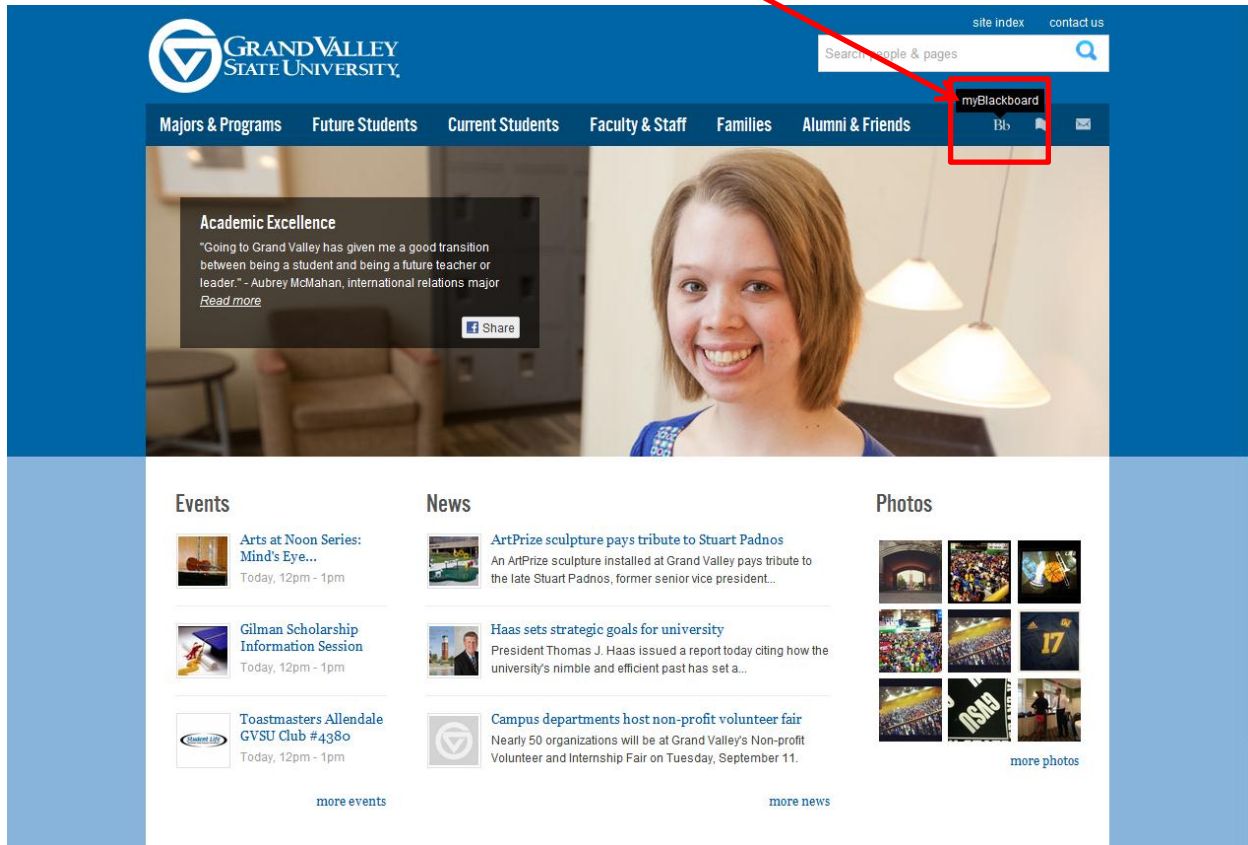 site index contact us
GRAND VALLEY
STATE UNIVERSITY
Search people & pages
myBlackboard
Majors & Programs Future Students Current Students Faculty & Staff Families Alumni & Friends Bb
Academic Excellence
"Going to Grand Valley has given me a good transition
between being a student and being a future teacher or
leader." - Aubrey McMahan, international relations major
Read more
Share
Events
Arts at Noon Series:
Mind's Eye...
Today, 12pm - 1pm
Gilman Scholarship
Information Session
Today, 12pm - 1pm
Student Life
Toastmasters Allendale
GVSU Club #4380
Today, 12pm - 1pm
more events
News
ArtPrize sculpture pays tribute to Stuart Padnos
An ArtPrize sculpture installed at Grand Valley pays tribute to
the late Stuart Padnos, former senior vice president...
Haas sets strategic goals for university
President Thomas J. Haas issued a report today citing how the
university's nimble and efficient past has set a...
Campus departments host non-profit volunteer fair
Nearly 50 organizations will be at Grand Valley's Non-profit
Volunteer and Internship Fair on Tuesday, September 11.
more news
Photos
GV
17
GVSU
more photos